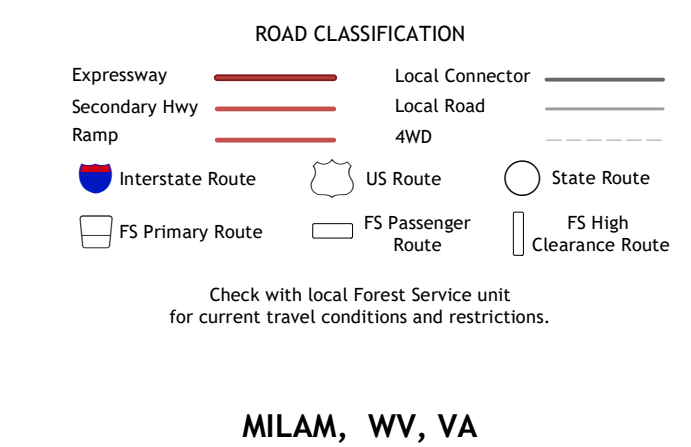 ROAD CLASSIFICATION
Expressway
Local Connector
Secondary Hwy
Local Road
Ramp
4WD
Interstate Route
US Route
State Route
FS Primary Route
FS Passenger
Route
FS High
Clearance Route
Check with local Forest Service unit
for current travel conditions and restrictions.
MILAM, WV, VA